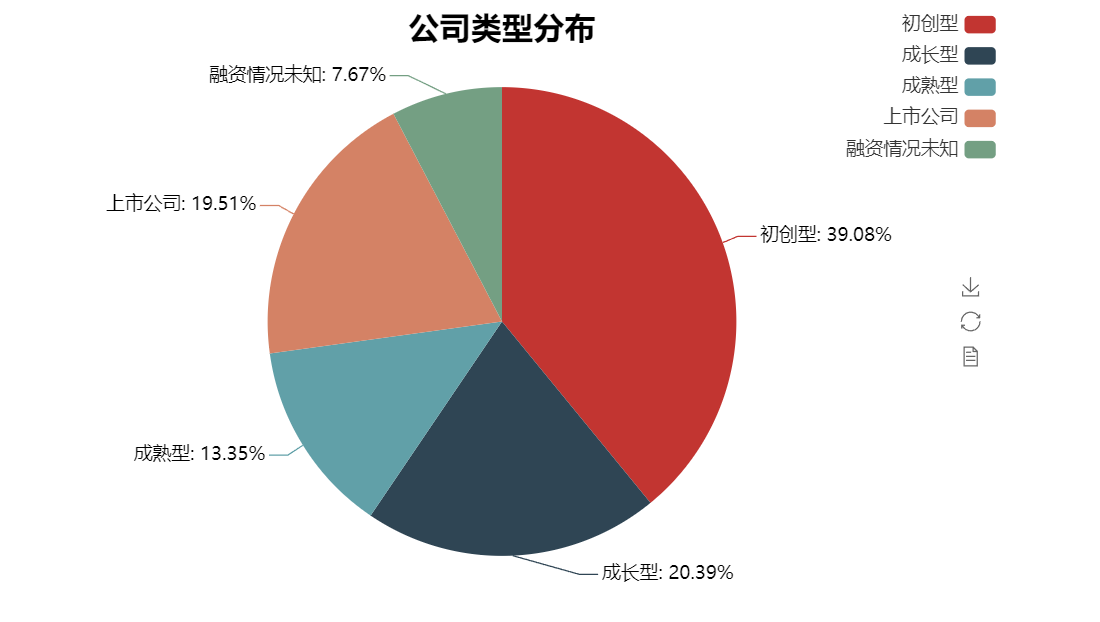 公司类型分布
初创型
成长型
成熟型
上市公司
融资情况未知
融资情况未知: 7.67%
上市公司: 19.51%
初创型: 39.08%
成熟型: 13.35%
成长型: 20.39%